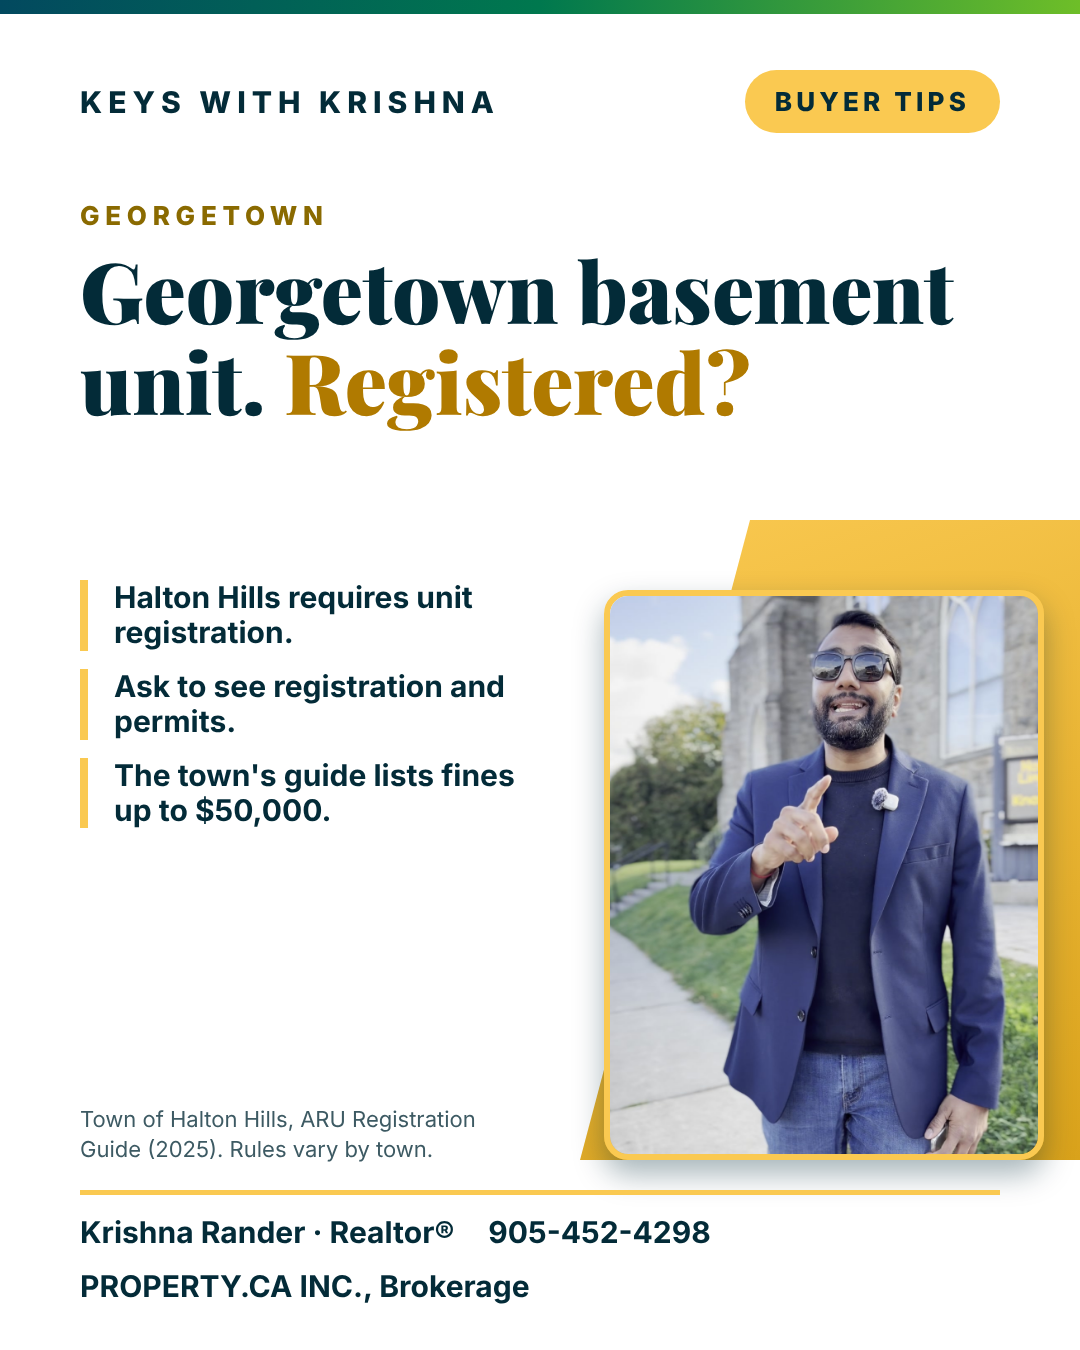 KEYS WITH KRISHNA
BUYER TIPS
GEORGETOWN
Georgetown basement
unit. Registered?
Halton Hills requires unit
registration.
Ask to see registration and
permits.
The town's guide lists fines
up to $50,000.
Town of Halton Hills, ARU Registration
Guide (2025). Rules vary by town.
Krishna Rander · Realtor® 905-452-4298
PROPERTY.CA INC., Brokerage